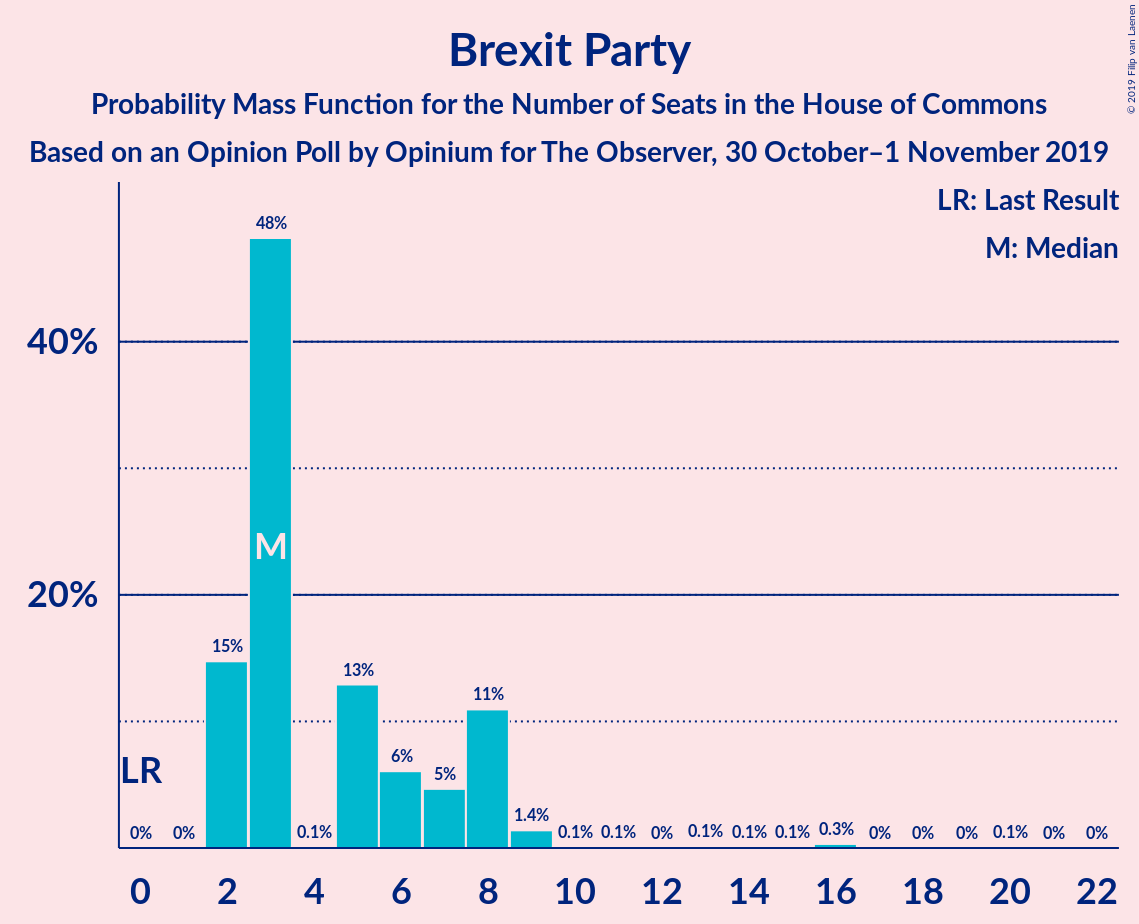 Brexit Party
Probability Mass Function for the Number of Seats in the House of Commons
Based on an Opinion Poll by Opinium for The Observer, 30 October–1 November 2019
© 2019 Filip van Laenen
LR: Last Result
M: Median
40%
20%
48%
M
15%
13%
11%
6%
5%
LR
0% 0% 0.1% 1.4% 0.1% 0.1% 0% 0.1% 0.1% 0.1% 0.3% 0% 0% 0% 0.1% 0% 0%
0 2 4 6 8 10 12 14 16 18 20 22